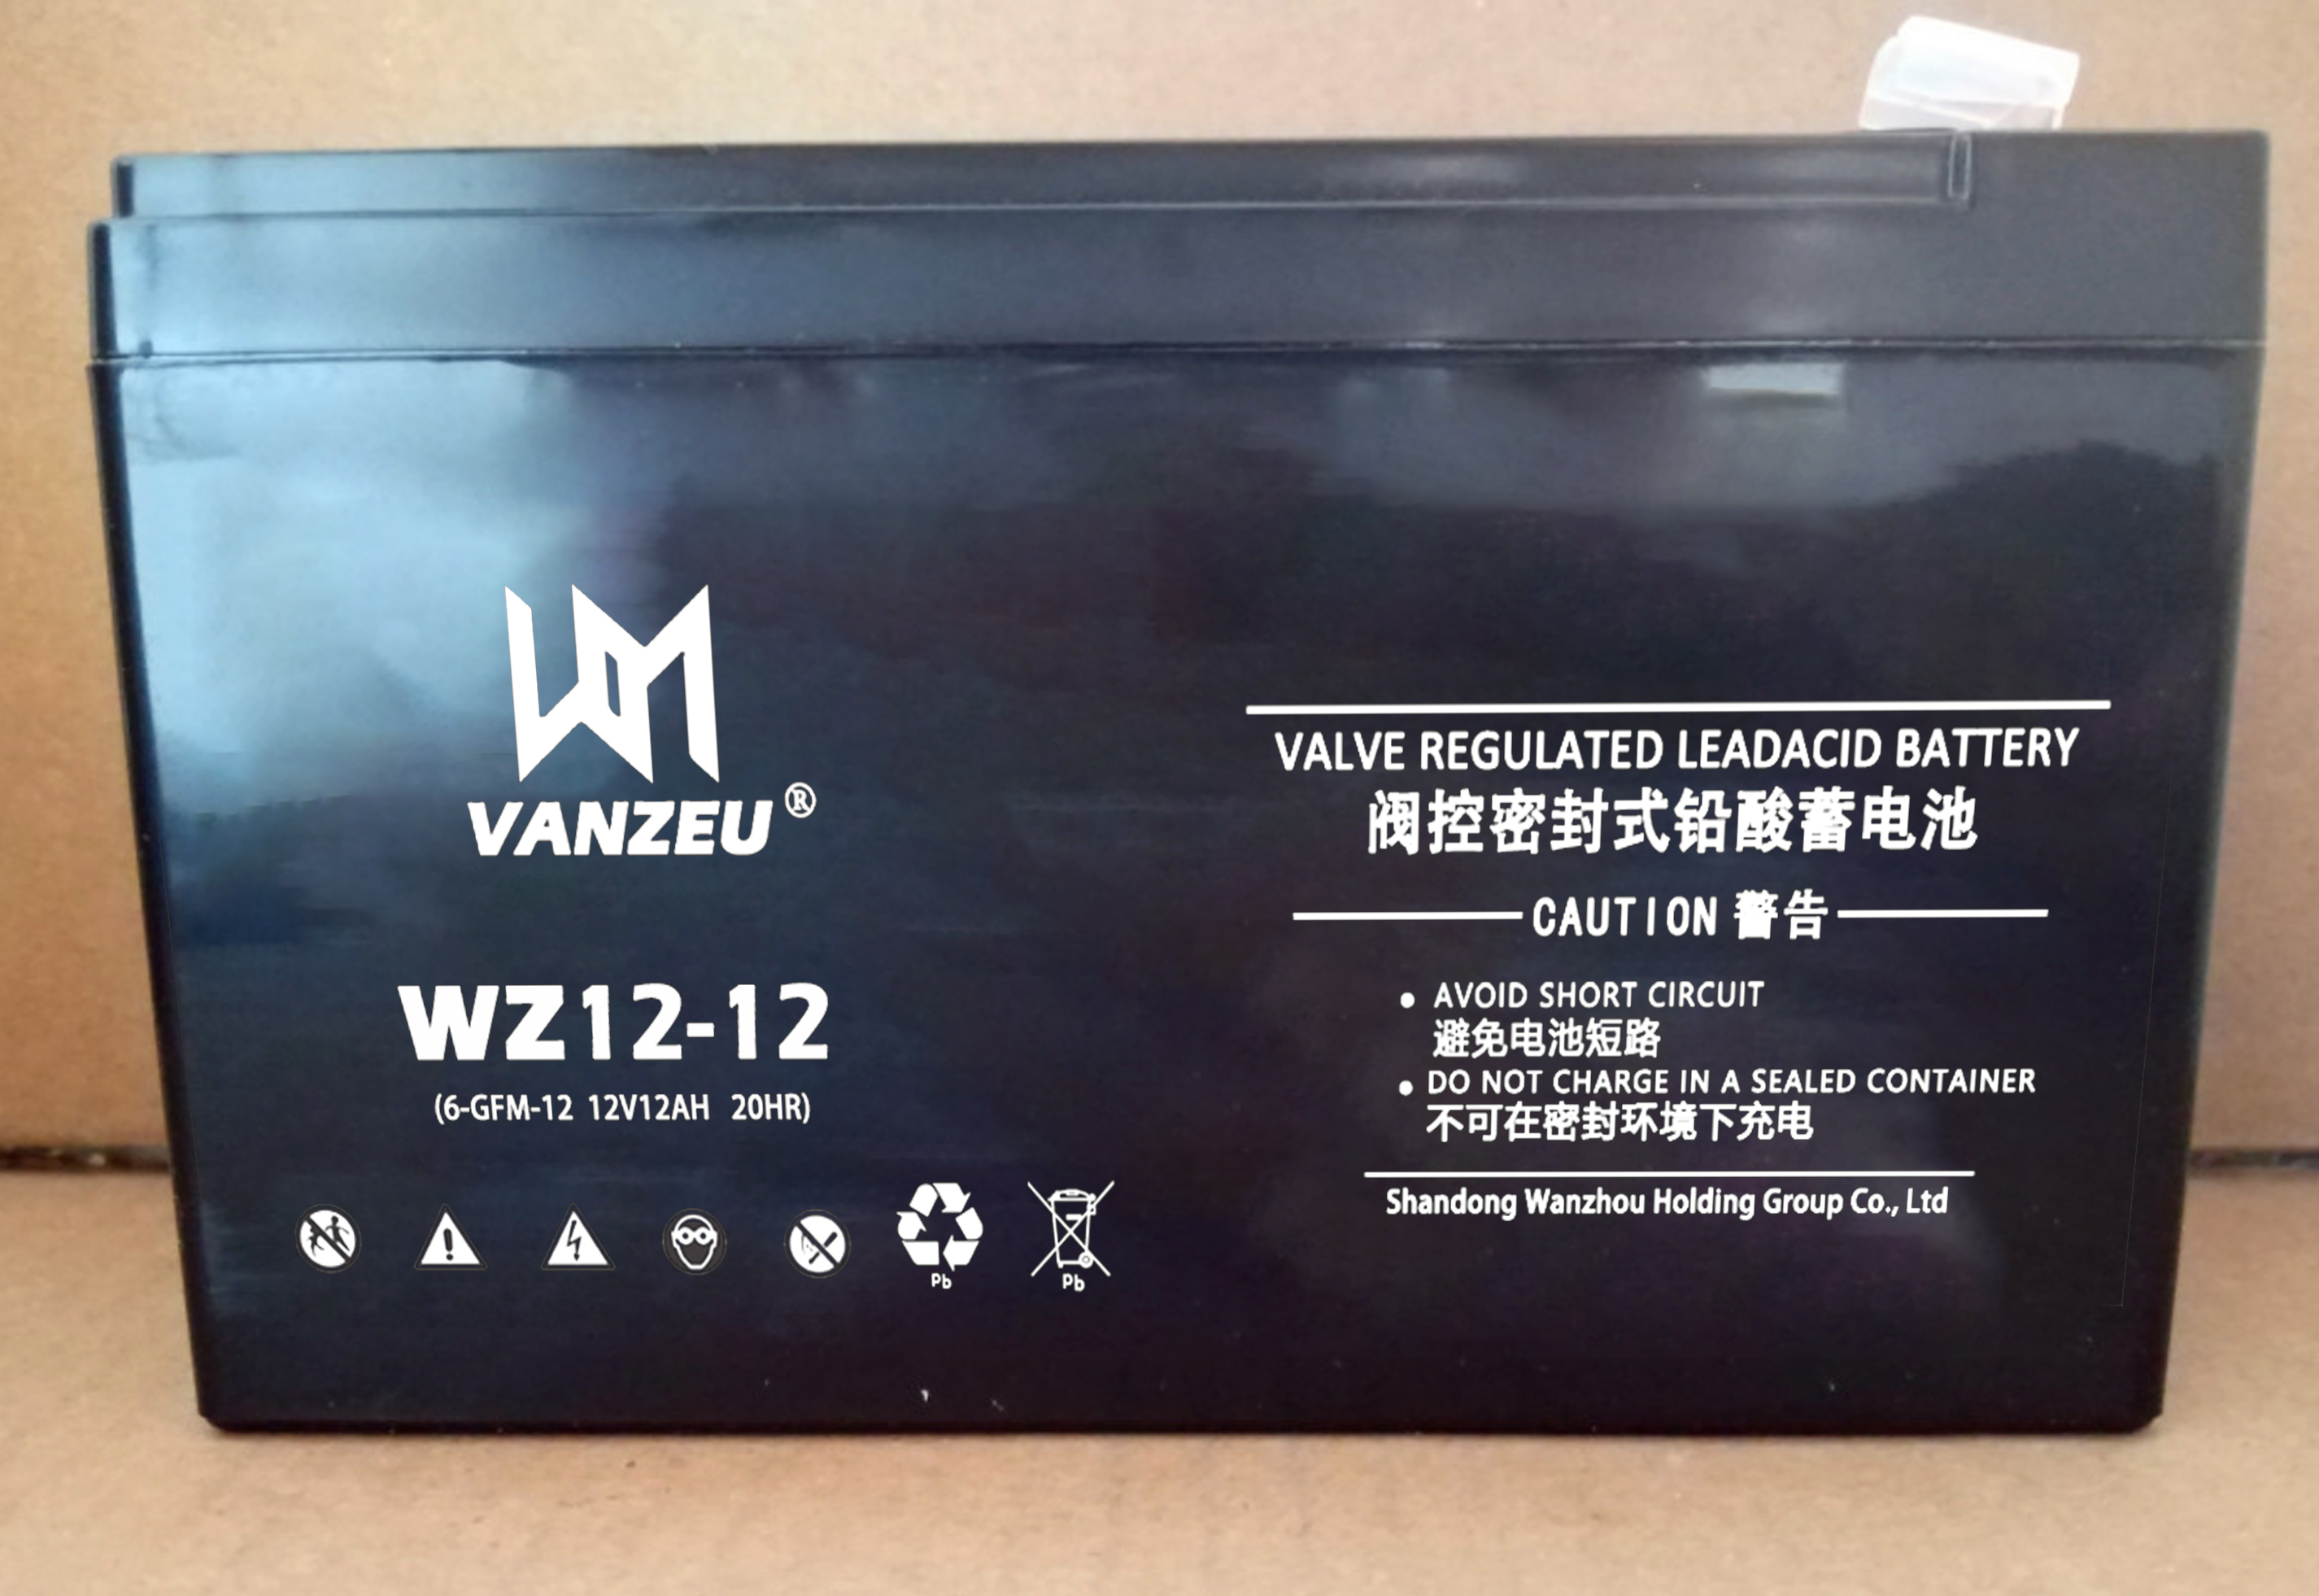 VANZEU®
WZ12-12
(6-GFM-12 12V12AH 20HR)
Pb
Pb
VALVE REGULATED LEADACID BATTERY
阀控密封式铅酸蓄电池
CAUTION 警告
• AVOID SHORT CIRCUIT
避免电池短路
• DO NOT CHARGE IN A SEALED CONTAINER
不可在密封环境下充电
Shandong Wanzhou Holding Group Co., Ltd